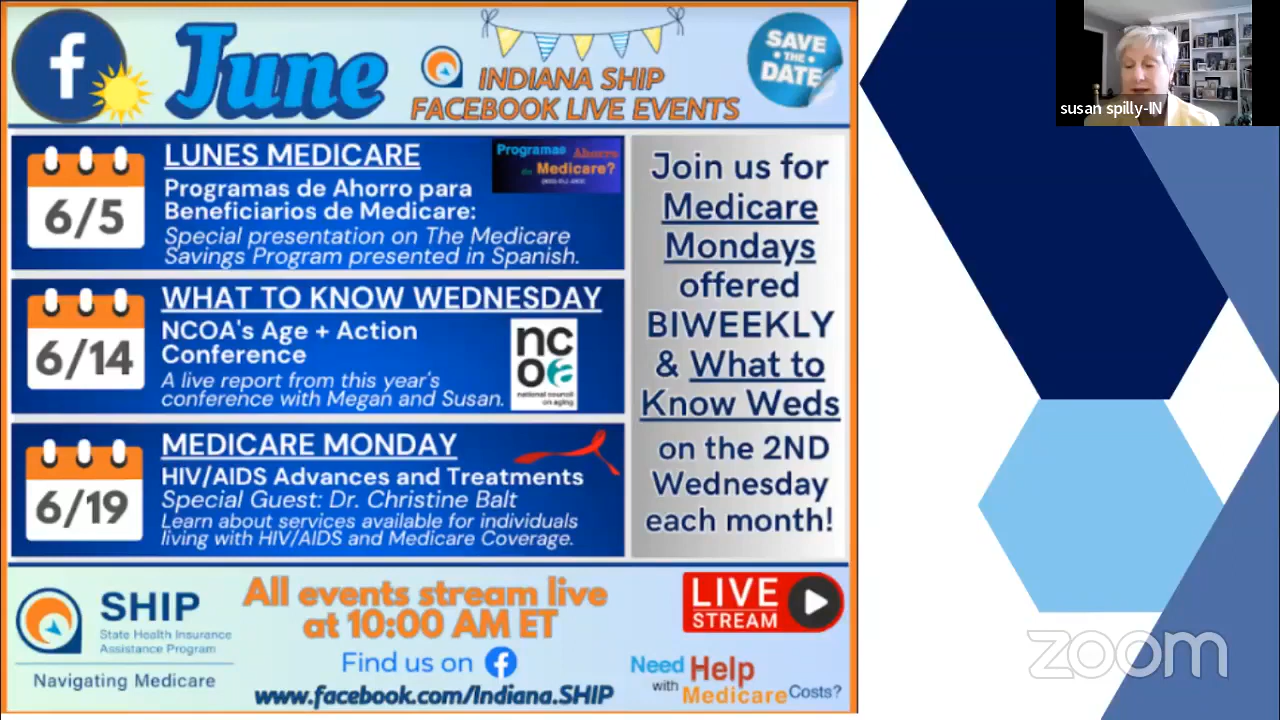 f
June
INDIANA SHIP
FACEBOOK LIVE EVENTS
SAVE
THE
DATE
6/5
LUNES MEDICARE
Programas de Ahorro para
Beneficiarios de Medicare:
Special presentation on The Medicare
Savings Program presented in Spanish.
Programas Ahorro
de Medicare?
6/14
WHAT TO KNOW WEDNESDAY
NCOA's Age + Action
Conference
A live report from this year's
conference with Megan and Susan.
nc
oa
national council
on aging
6/19
MEDICARE MONDAY
HIV/AIDS Advances and Treatments
Special Guest: Dr. Christine Balt
Learn about services available for individuals
living with HIV/AIDS and Medicare Coverage.
Join us for
Medicare
Mondays
offered
BIWEEKLY
& What to
Know Weds
on the 2ND
Wednesday
each month!
SHIP
State Health Insurance
Assistance Program
Navigating Medicare
All events stream live
at 10:00 AM ET
Find us on f
www.facebook.com/Indiana.SHIP
LIVE
STREAM
Need Help
with Medicare Costs?
susan spilly-IN
zoom